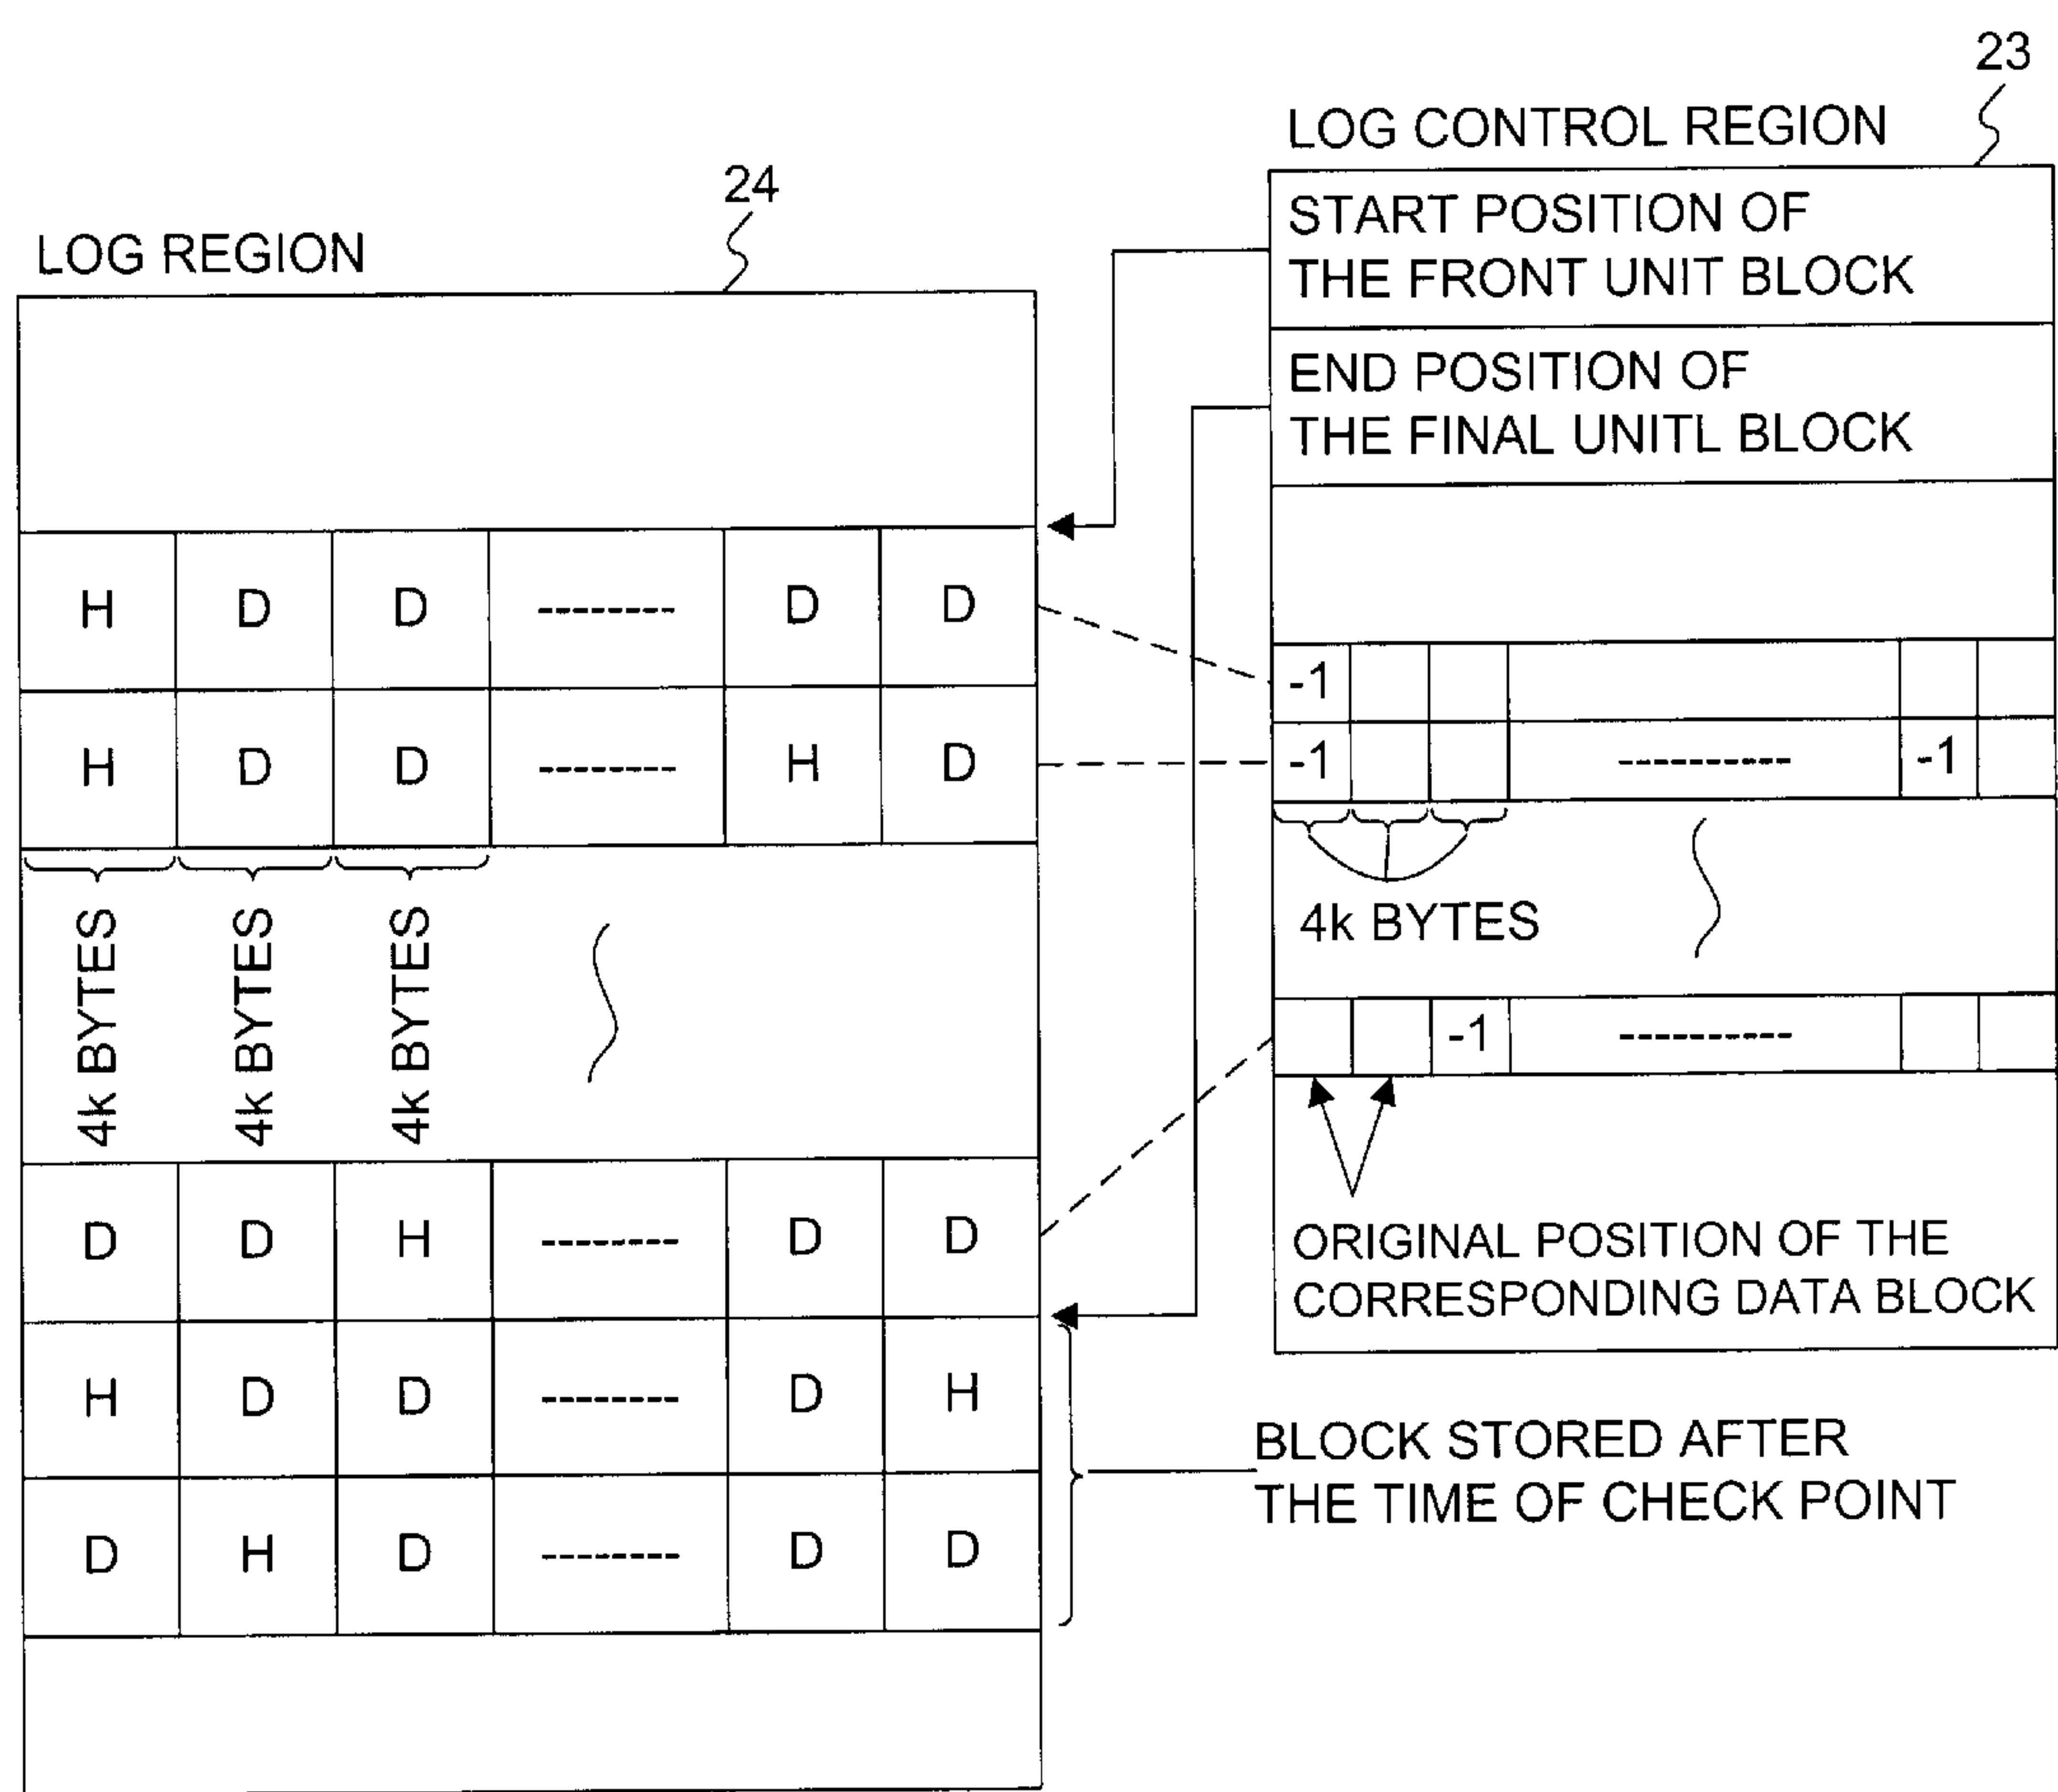 23
LOG CONTROL REGION
24
LOG REGION
START POSITION OF
THE FRONT UNIT BLOCK
END POSITION OF
THE FINAL UNITL BLOCK
H D D -------- D D
-1
H D D -------- H D
-1 ---------- -1
4k BYTES
4k BYTES
4k BYTES
4k BYTES
-1 ----------
D D H -------- D D
ORIGINAL POSITION OF THE
CORRESPONDING DATA BLOCK
H D D -------- D H
BLOCK STORED AFTER
THE TIME OF CHECK POINT
D H D -------- D D